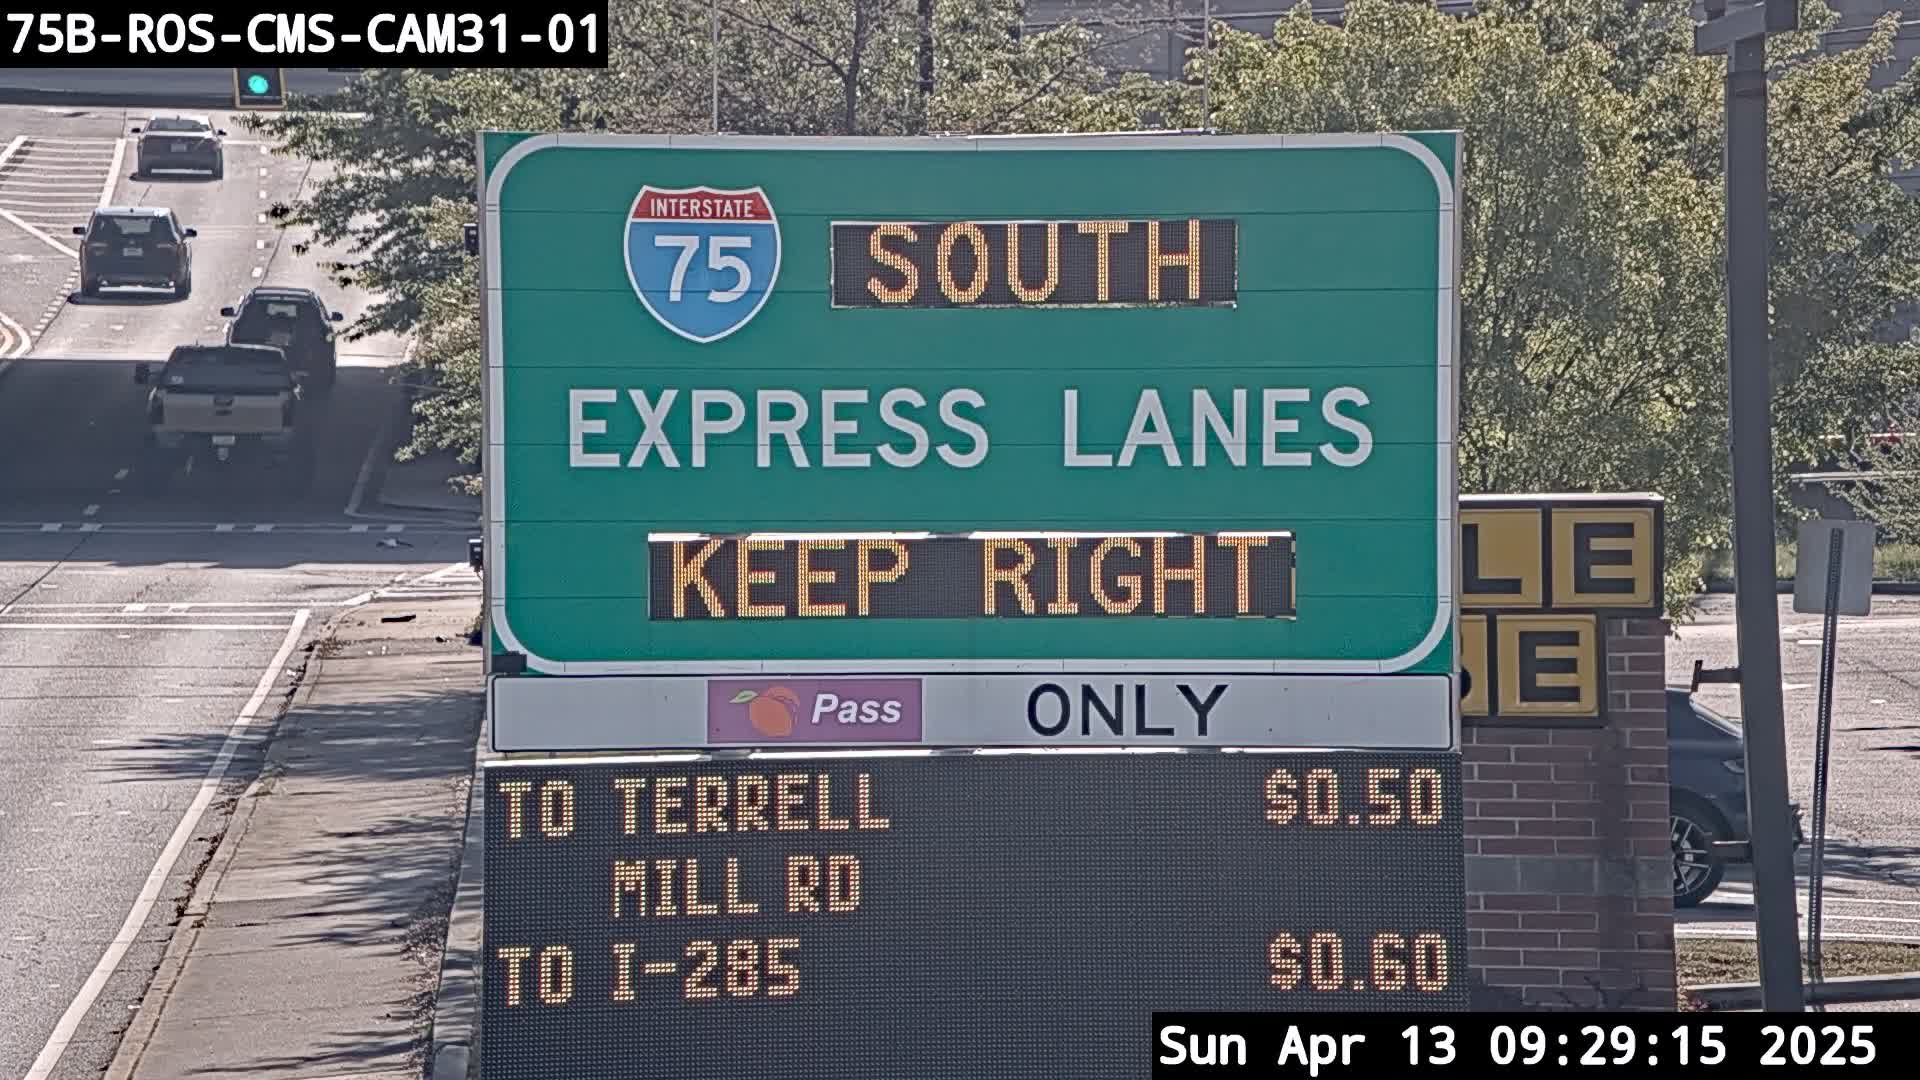 75B-ROS-CMS-CAM31-01
INTERSTATE
75
SOUTH
EXPRESS LANES
KEEP RIGHT
Pass ONLY
TO TERRELL $0.50
MILL RD
TO I-285 $0.60
LE
E
Sun Apr 13 09:29:15 2025